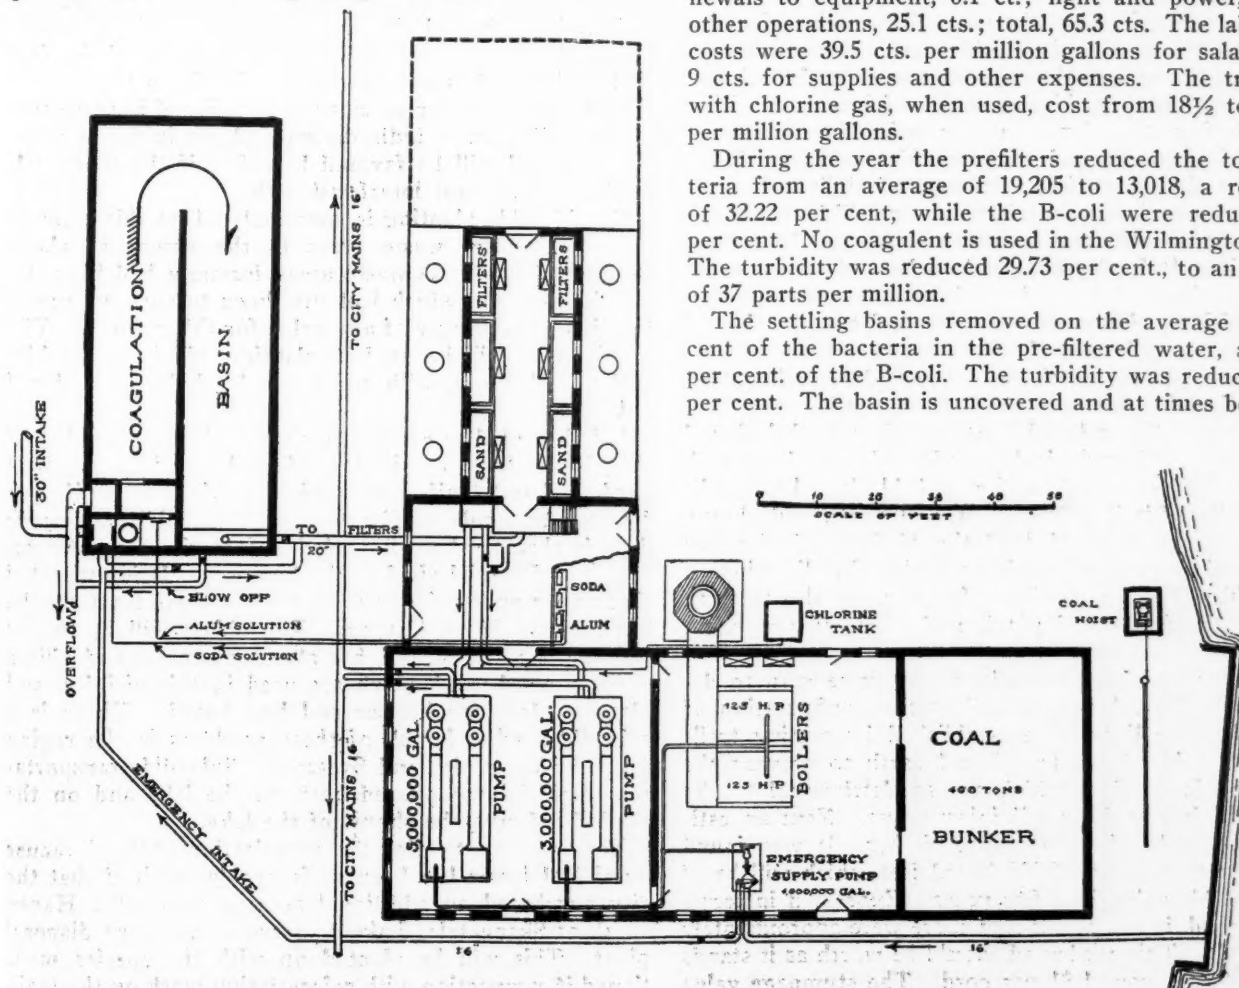 other operations, 25.1 cts.; total, 65.3 cts. The la
costs were 39.5 cts. per million gallons for sala
9 cts. for supplies and other expenses. The tr
with chlorine gas, when used, cost from 18½ to
per million gallons.
During the year the prefilters reduced the to
teria from an average of 19,205 to 13,018, a re
of 32.22 per cent, while the B-coli were redu
per cent. No coagulent is used in the Wilmingto
The turbidity was reduced 29.73 per cent., to an
of 37 parts per million.
The settling basins removed on the average
cent of the bacteria in the pre-filtered water, a
per cent. of the B-coli. The turbidity was reduc
per cent. The basin is uncovered and at times be
COAGULATION
BASIN
TO CITY MAINS 16"
FILTERS
FILTERS
SAND
SAND
30" INTAKE
TO FILTERS
20"
OVERFLOW
BLOW OFF
ALUM SOLUTION
SODA SOLUTION
SODA
ALUM
0 10 20 30 40 50
SCALE OF FEET
CHLORINE
TANK
COAL
HOIST
EMERGENCY INTAKE
TO CITY MAINS 16"
5,000,000 GAL.
PUMP
3,000,000 GAL
PUMP
125 H.P
125 H.P
BOILERS
EMERGENCY
SUPPLY PUMP
4,000,000 GAL.
COAL
400 TONS
BUNKER
16"
16"